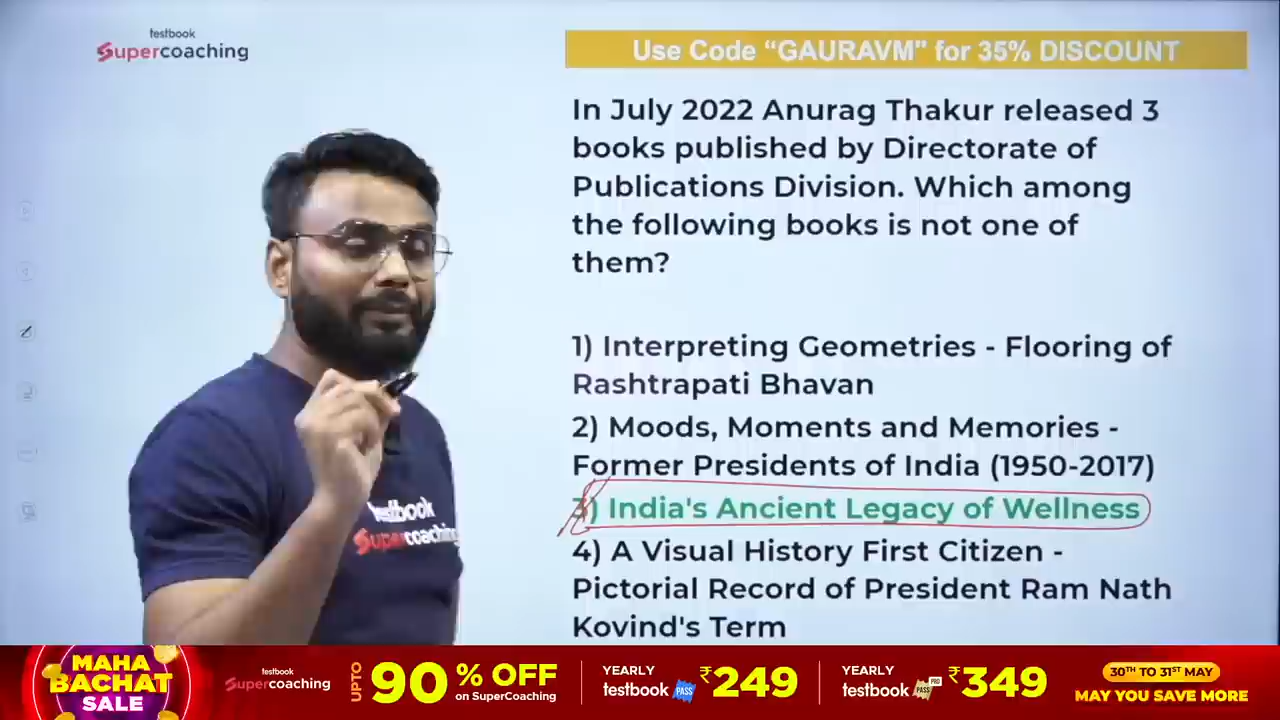 testbook
Supercoaching
Use Code “GAURAVM" for 35% DISCOUNT
In July 2022 Anurag Thakur released 3
books published by Directorate of
Publications Division. Which among
the following books is not one of
them?
1) Interpreting Geometries - Flooring of
Rashtrapati Bhavan
2) Moods, Moments and Memories -
Former Presidents of India (1950-2017)
3) India's Ancient Legacy of Wellness
4) A Visual History First Citizen -
Pictorial Record of President Ram Nath
Kovind's Term
testbook
Supercoaching
MAHA
BACHAT
SALE
testbook
Supercoaching
UPTO
90% OFF
on SuperCoaching
YEARLY
testbook PASS
₹249
YEARLY
testbook PASS PRO
₹349
30TH TO 31ST MAY
MAY YOU SAVE MORE